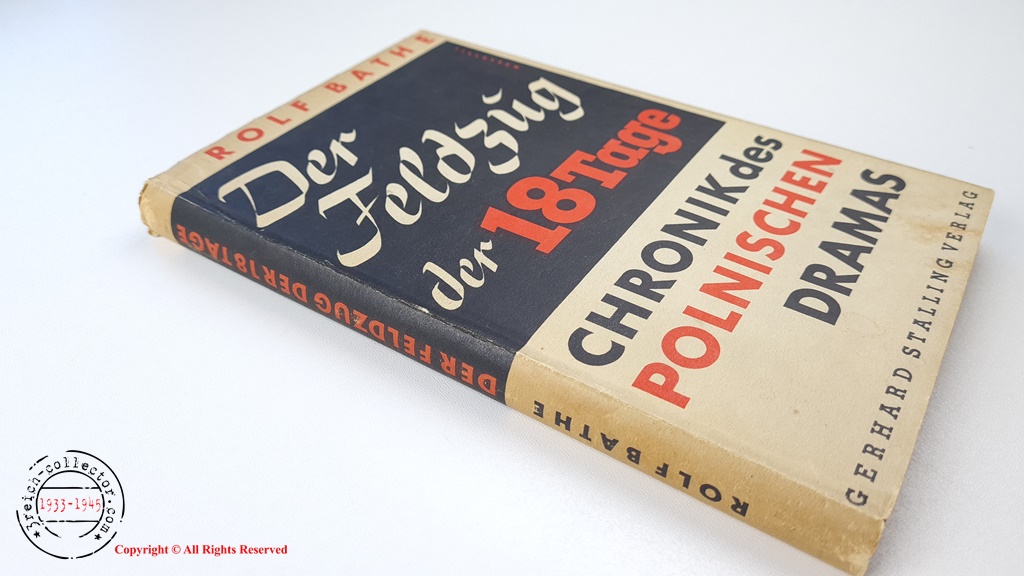 ROLF BATHE
Der
Feldzug
der 18 Tage
CHRONIK des
POLNISCHEN
DRAMAS
GERHARD STALLING VERLAG
ROLF BATHE
DER FELDZUG DER 18 TAGE
3reich-collector.com
1933-1945
Copyright © All Rights Reserved